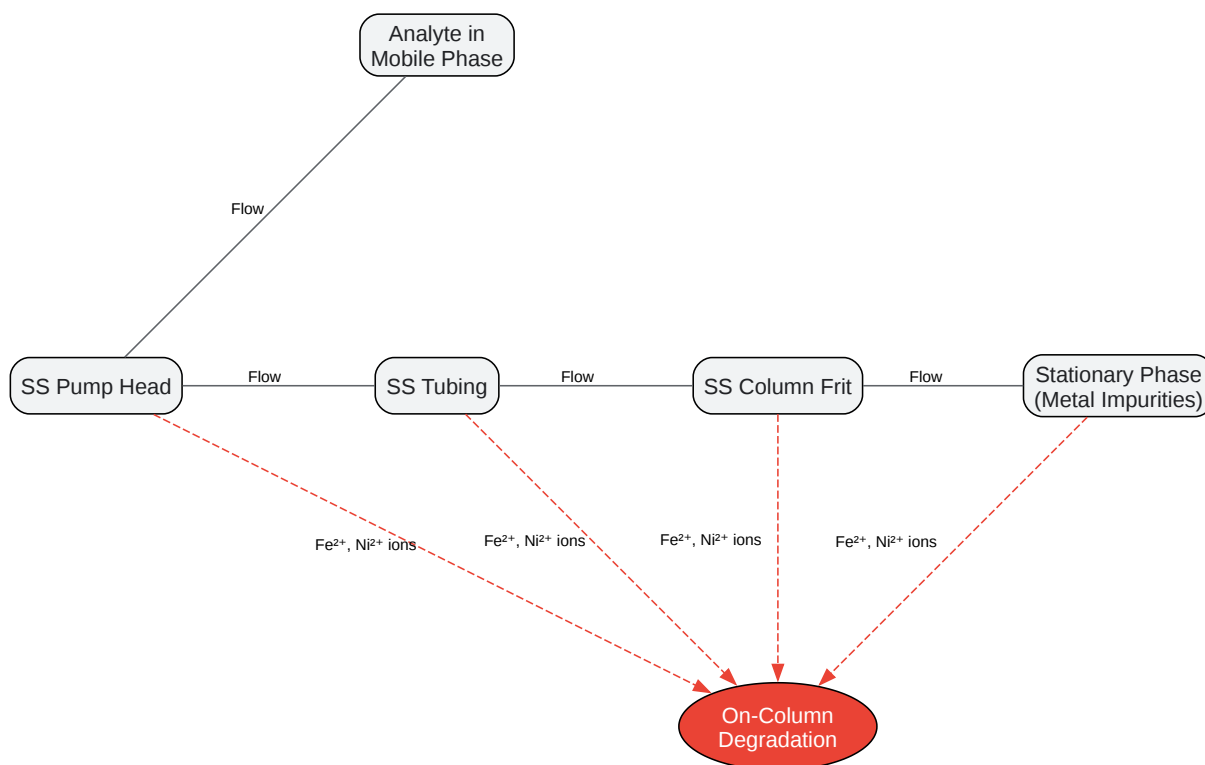 Analyte in
Mobile Phase
Flow
SS Pump Head
Flow
SS Tubing
Flow
SS Column Frit
Flow
Stationary Phase
(Metal Impurities)
Fe²⁺, Ni²⁺ ions
Fe²⁺, Ni²⁺ ions
Fe²⁺, Ni²⁺ ions
Fe²⁺, Ni²⁺ ions
On-Column
Degradation